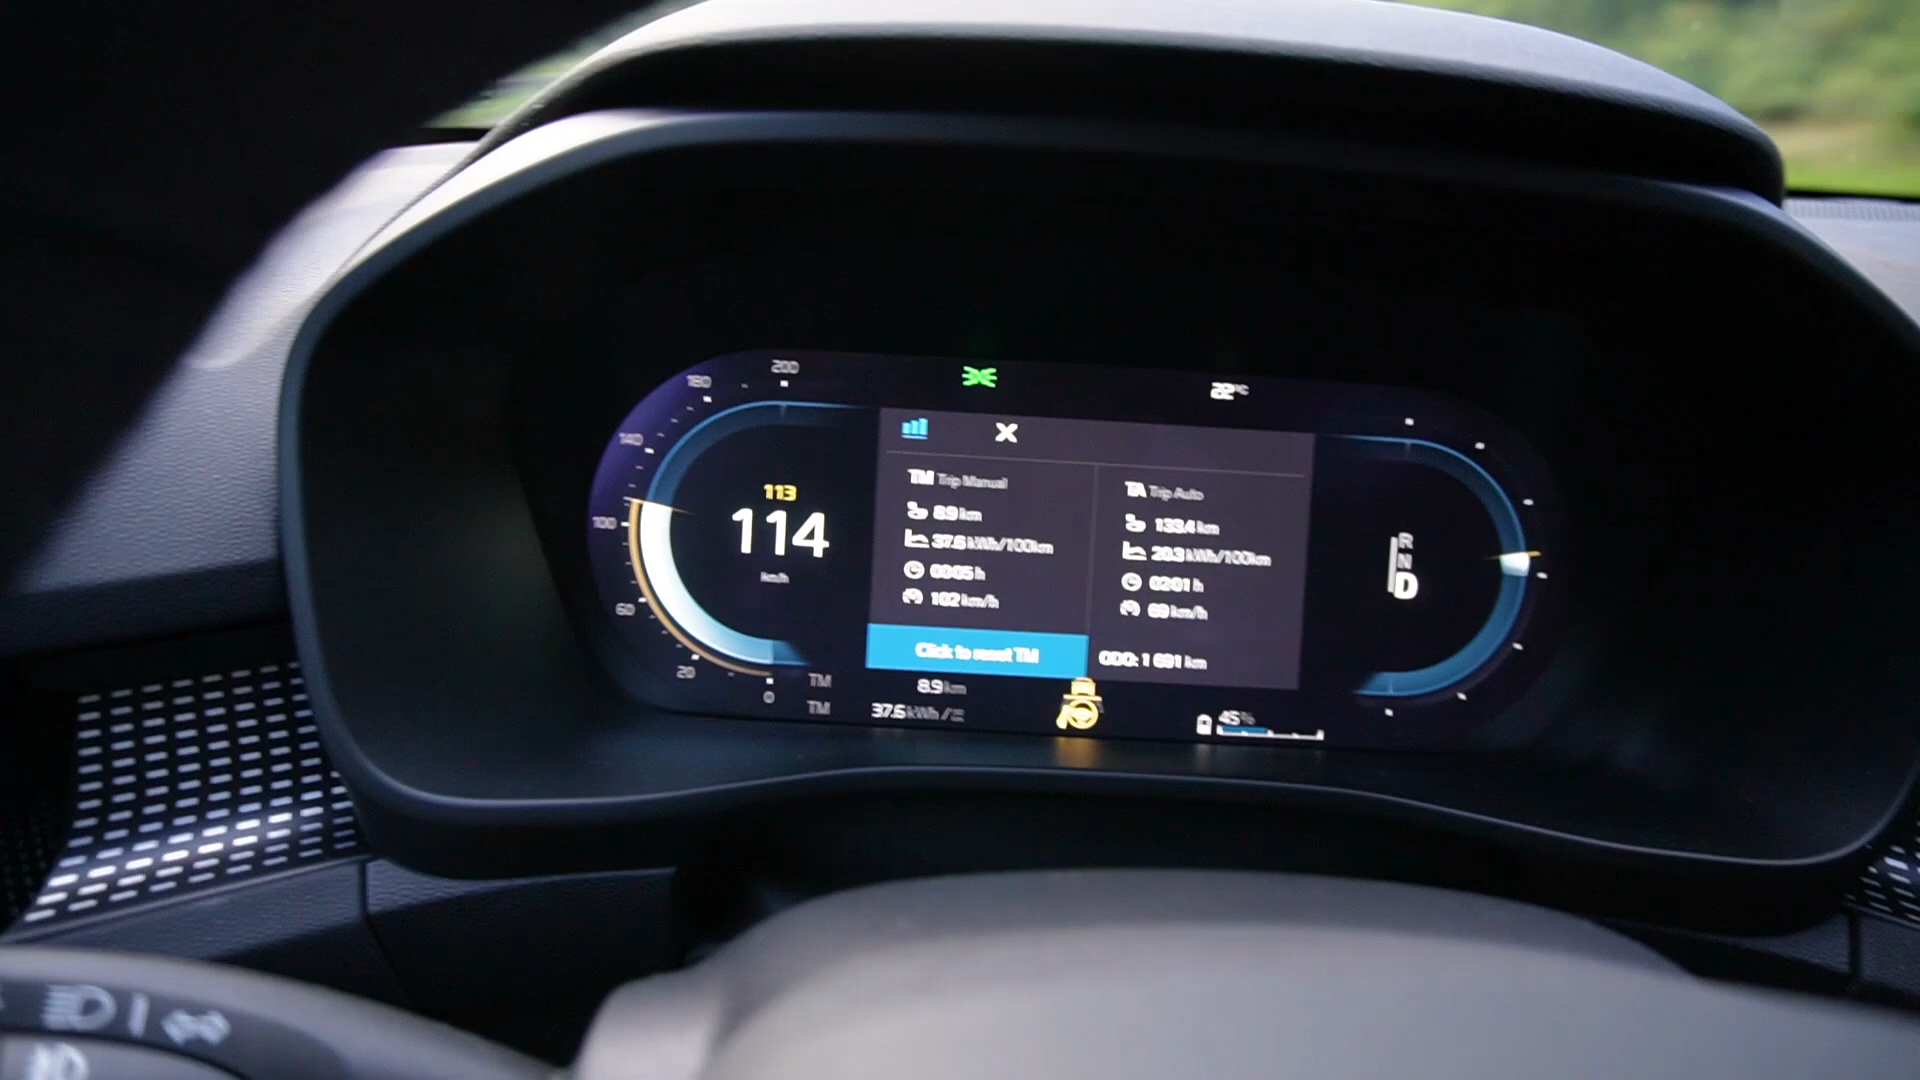 200
22°C
180
140
TM Trip Manual
TA Trip Auto
113
114
km/h
8.9 km
133.4 km
100
37.6 kWh/100km
20.3 kWh/100km
R
N
D
00:05 h
02:01 h
102 km/h
69 km/h
60
Click to reset TM
ODO: 1 691 km
20
TM
8.9 km
0
TM
37.6 kWh /
45%